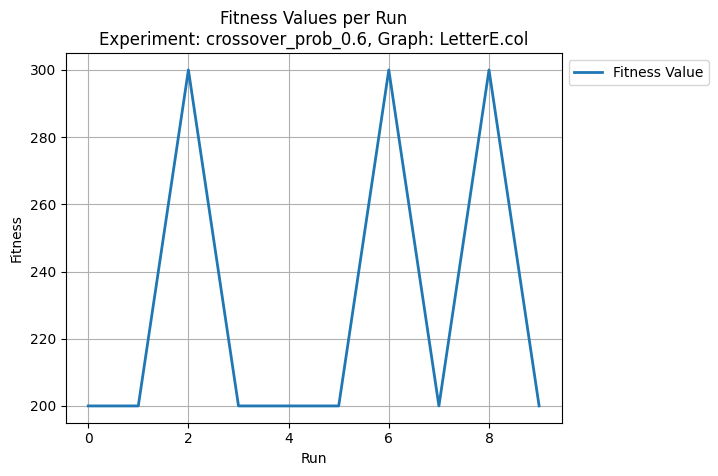 Fitness Values per Run
Experiment: crossover_prob_0.6, Graph: LetterE.col
Fitness Value
300
280
260
240
220
200
Fitness
0 2 4 6 8
Run